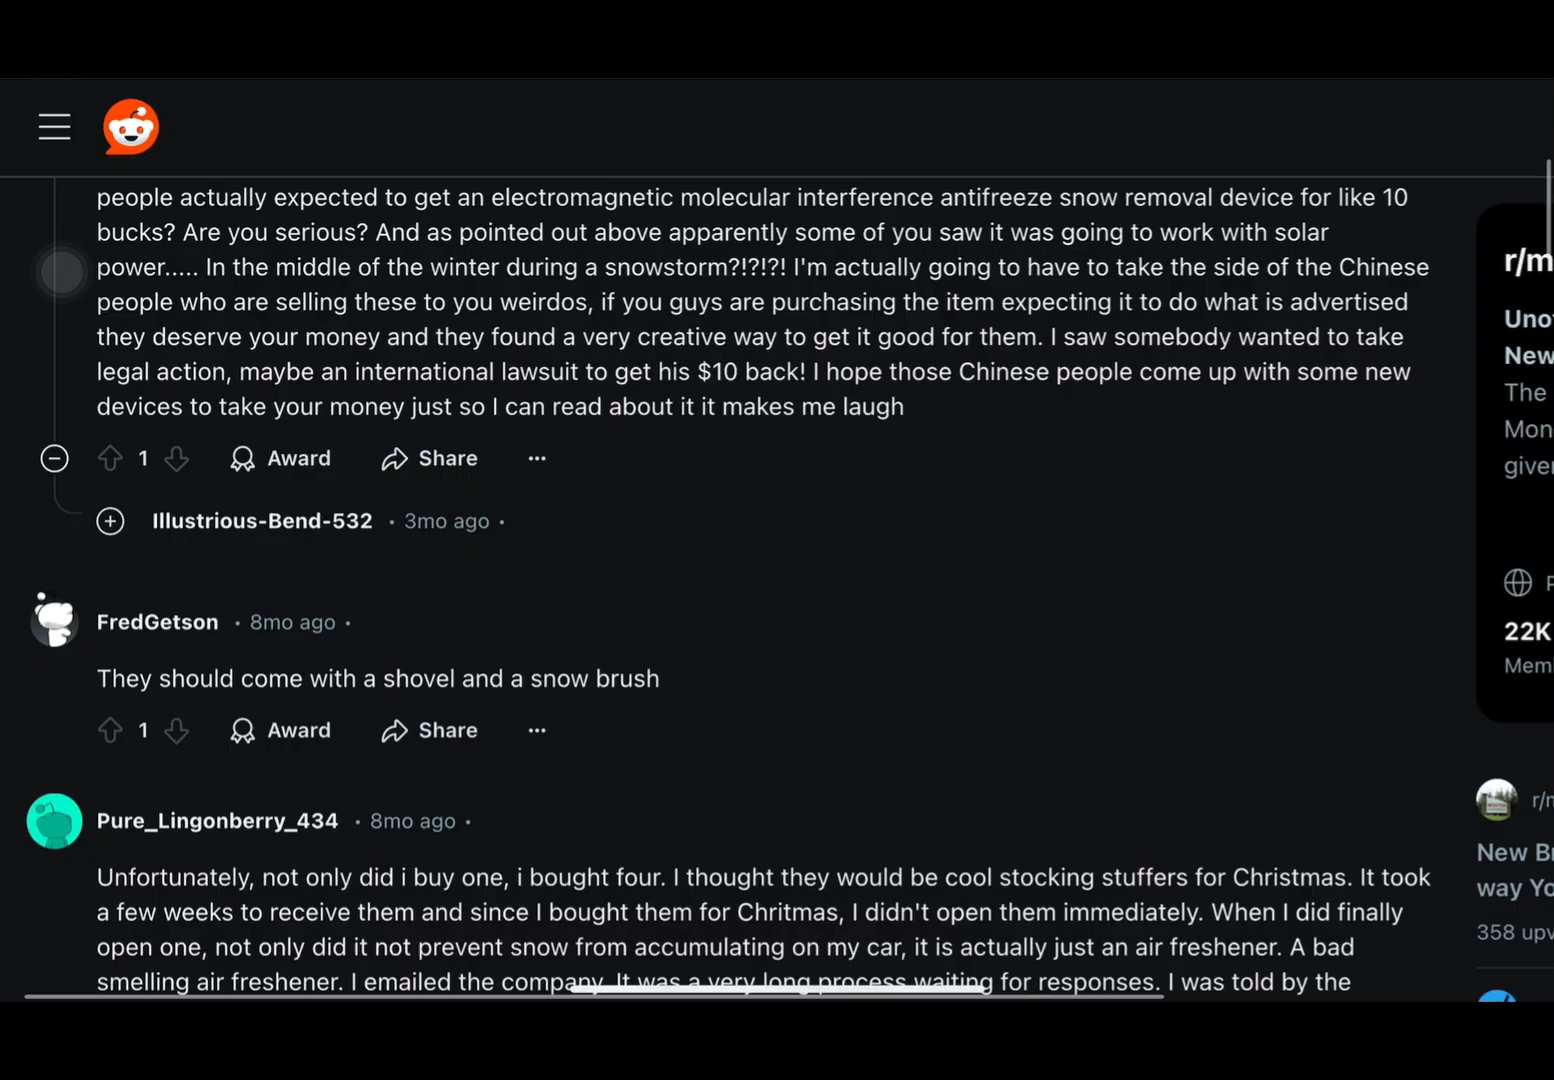 people actually expected to get an electromagnetic molecular interference antifreeze snow removal device for like 10
bucks? Are you serious? And as pointed out above apparently some of you saw it was going to work with solar
power..... In the middle of the winter during a snowstorm?!?!?! I'm actually going to have to take the side of the Chinese
people who are selling these to you weirdos, if you guys are purchasing the item expecting it to do what is advertised
they deserve your money and they found a very creative way to get it good for them. I saw somebody wanted to take
legal action, maybe an international lawsuit to get his $10 back! I hope those Chinese people come up with some new
devices to take your money just so I can read about it it makes me laugh
1 Award Share ...
Illustrious-Bend-532 • 3mo ago •
FredGetson • 8mo ago •
They should come with a shovel and a snow brush
1 Award Share ...
Pure_Lingonberry_434 • 8mo ago •
Unfortunately, not only did i buy one, i bought four. I thought they would be cool stocking stuffers for Christmas. It took
a few weeks to receive them and since I bought them for Chritmas, I didn't open them immediately. When I did finally
open one, not only did it not prevent snow from accumulating on my car, it is actually just an air freshener. A bad
smelling air freshener. I emailed the company. It was a very long process waiting for responses. I was told by the
r/m
Uno
New
The
Mon
give
22K
Mem
r/n
New Br
way Yo
358 upv